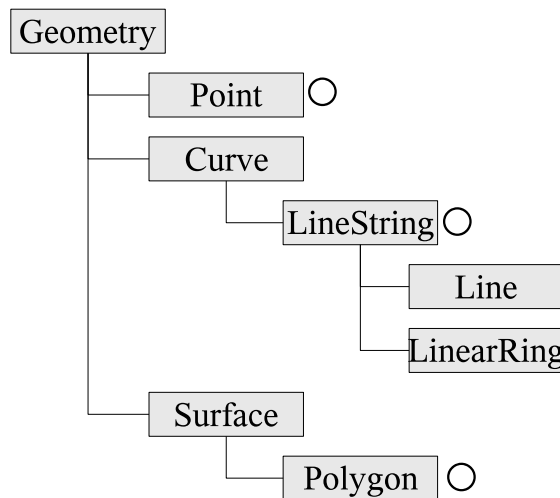 Geometry
Point
Curve
LineString
Line
LinearRing
Surface
Polygon